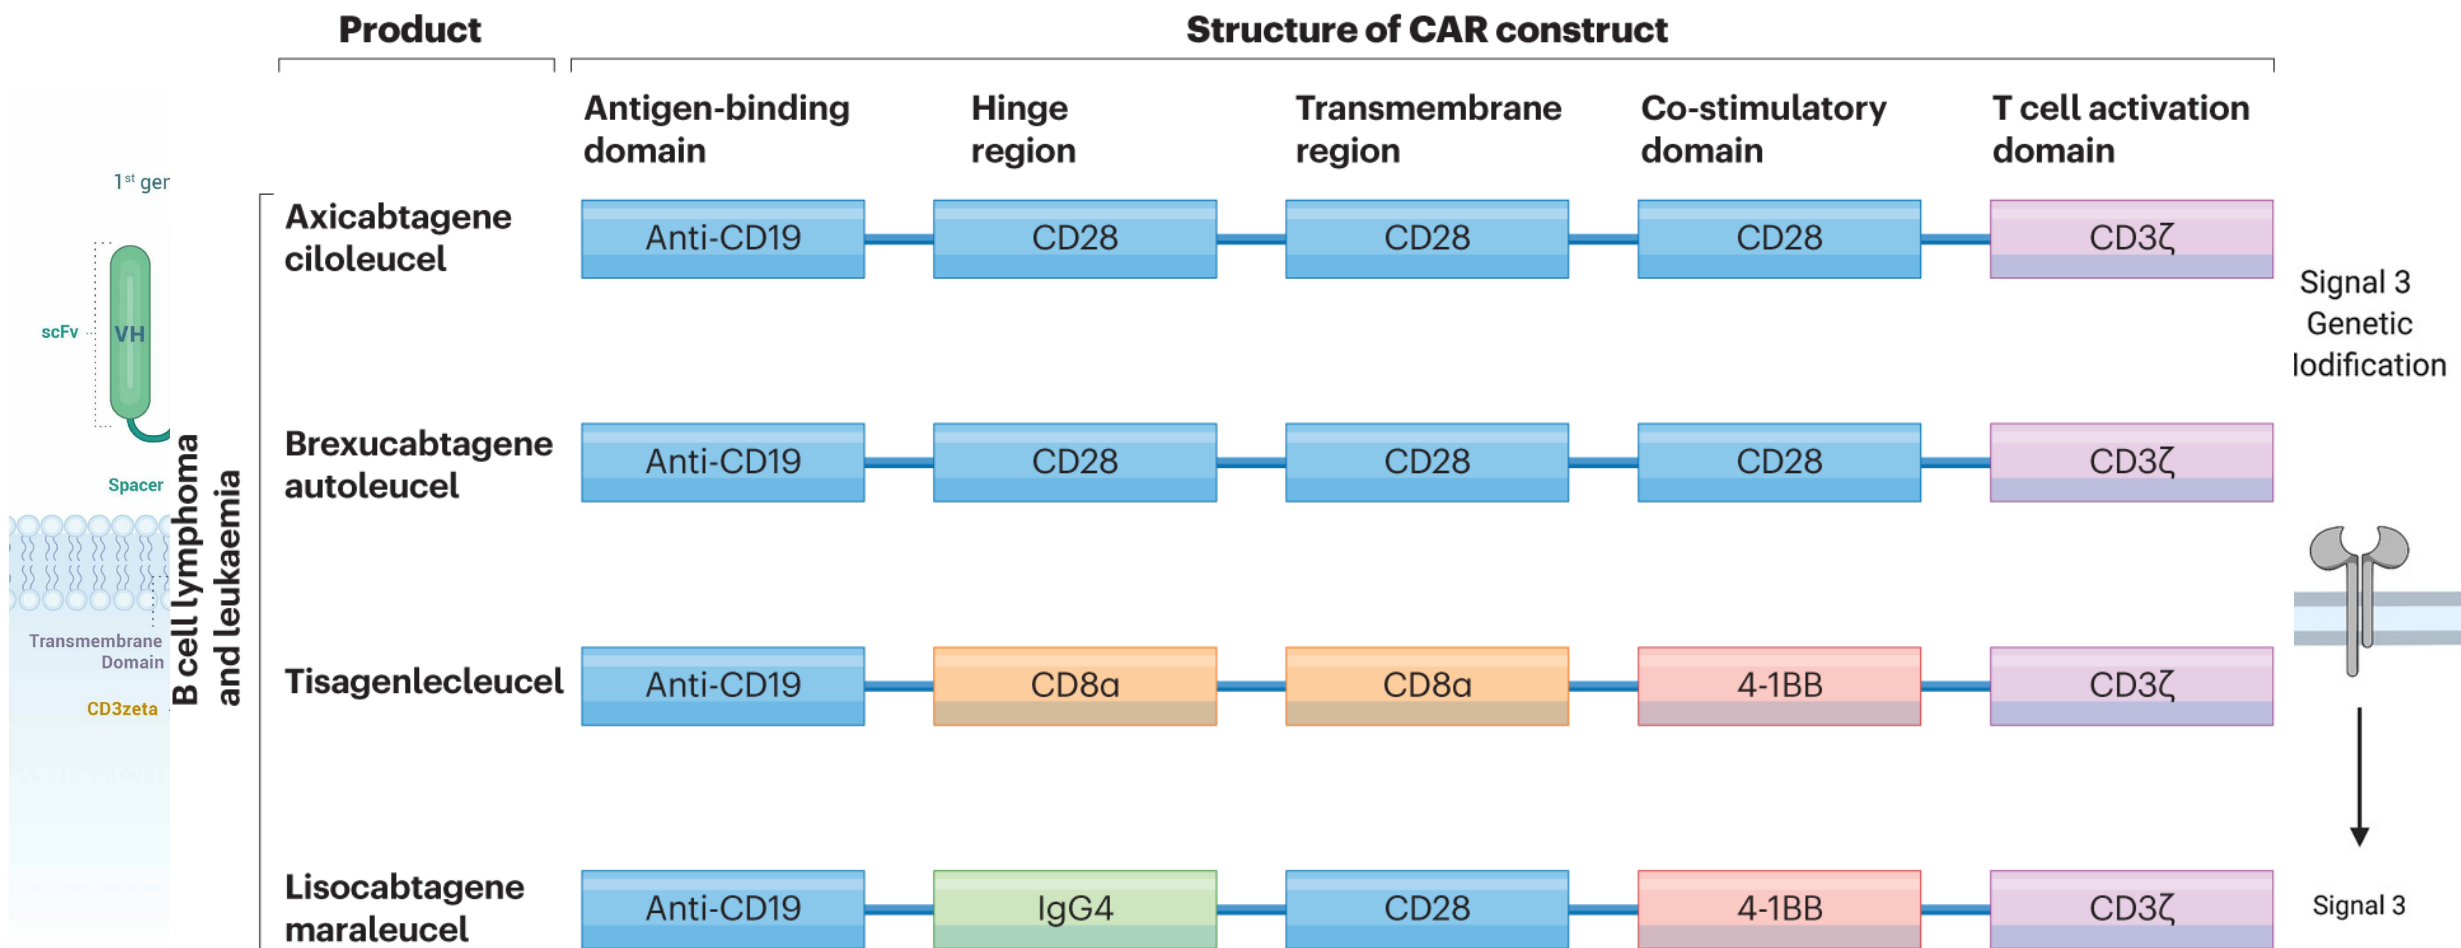 Product
Structure of CAR construct
Antigen-binding
domain
Hinge
region
Transmembrane
region
Co-stimulatory
domain
T cell activation
domain
1st ger
scFv
VH
Spacer
Transmembrane
Domain
CD3zeta
B cell lymphoma
and leukaemia
Axicabtagene
ciloleucel
Anti-CD19
CD28
CD28
CD28
CD3ζ
Brexucabtagene
autoleucel
Anti-CD19
CD28
CD28
CD28
CD3ζ
Tisagenlecleucel
Anti-CD19
CD8α
CD8α
4-1BB
CD3ζ
Lisocabtagene
maraleucel
Anti-CD19
IgG4
CD28
4-1BB
CD3ζ
Signal 3
Genetic
lodification
Signal 3